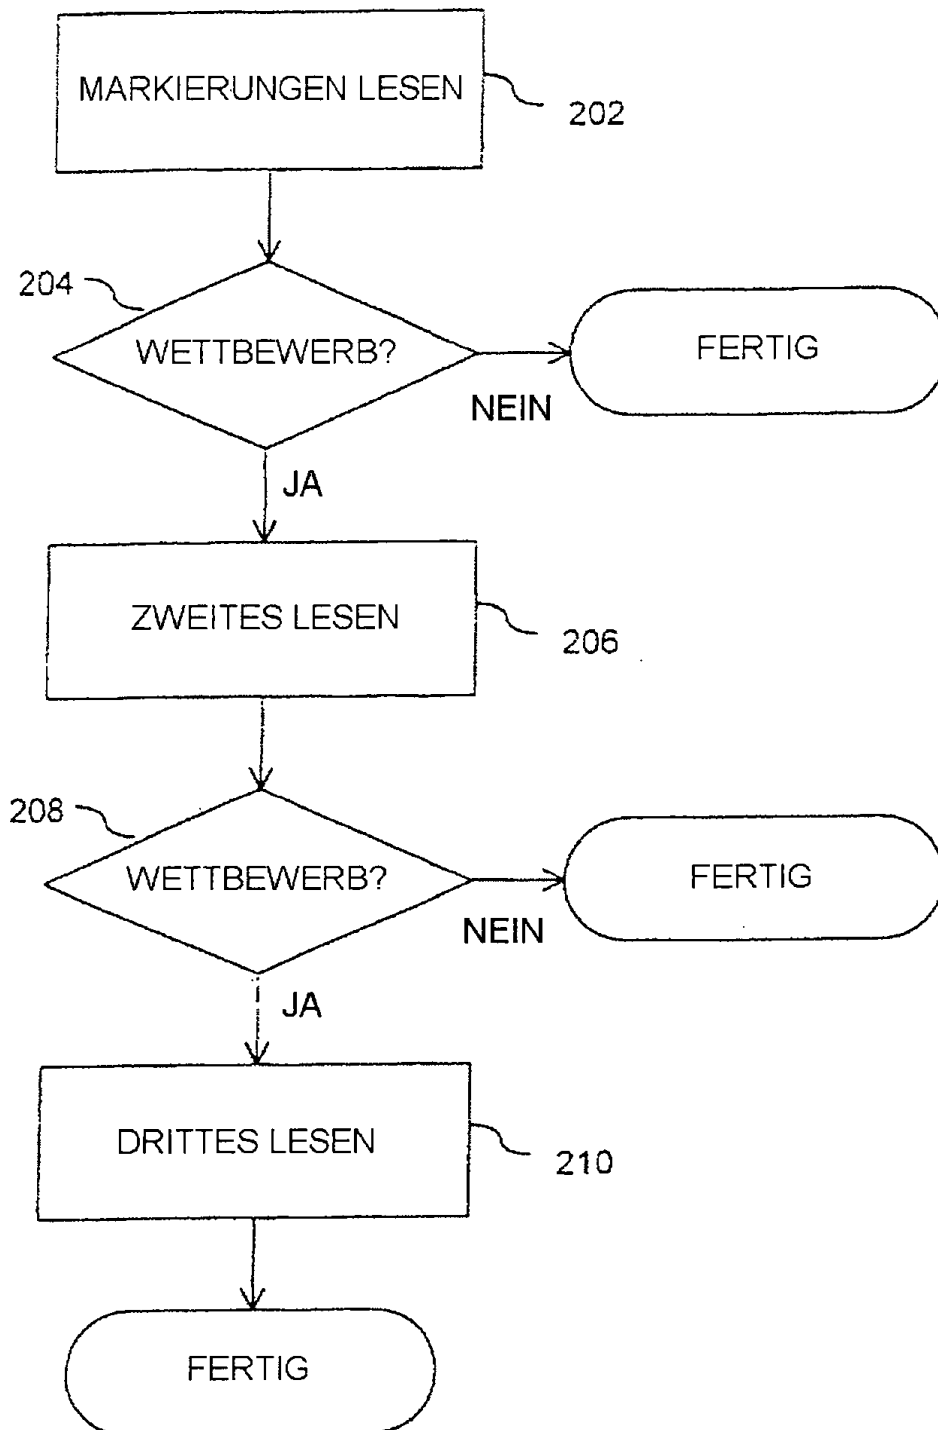 MARKIERUNGEN LESEN
202
204
WETTBEWERB?
FERTIG
NEIN
JA
ZWEITES LESEN
206
208
WETTBEWERB?
FERTIG
NEIN
JA
DRITTES LESEN
210
FERTIG